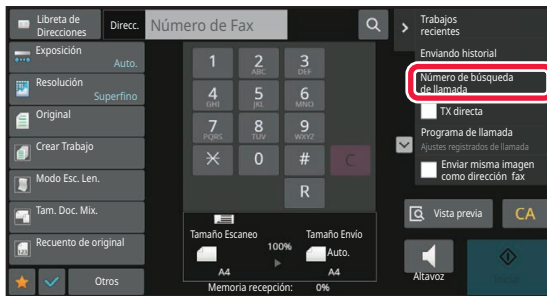 Libreta de
Direcciones
Direcc.
Número de Fax
Trabajos
recientes
Exposición
Auto.
Enviando historial
Resolución
Superfino
Número de búsqueda
de llamada
Original
TX directa
Crear Trabajo
Programa de llamada
Ajustes registrados de llamada
Modo Esc. Len.
Enviar misma imagen
como dirección fax
Tam. Doc. Mix.
Recuento de original
Otros
1
2
ABC
3
DEF
4
GHI
5
JKL
6
MNO
7
PQRS
8
TUV
9
WXYZ
0
#
C
R
Tamaño Escaneo
Tamaño Envío
100%
Auto.
A4
A4
Memoria recepción: 0%
Vista previa
CA
Altavoz